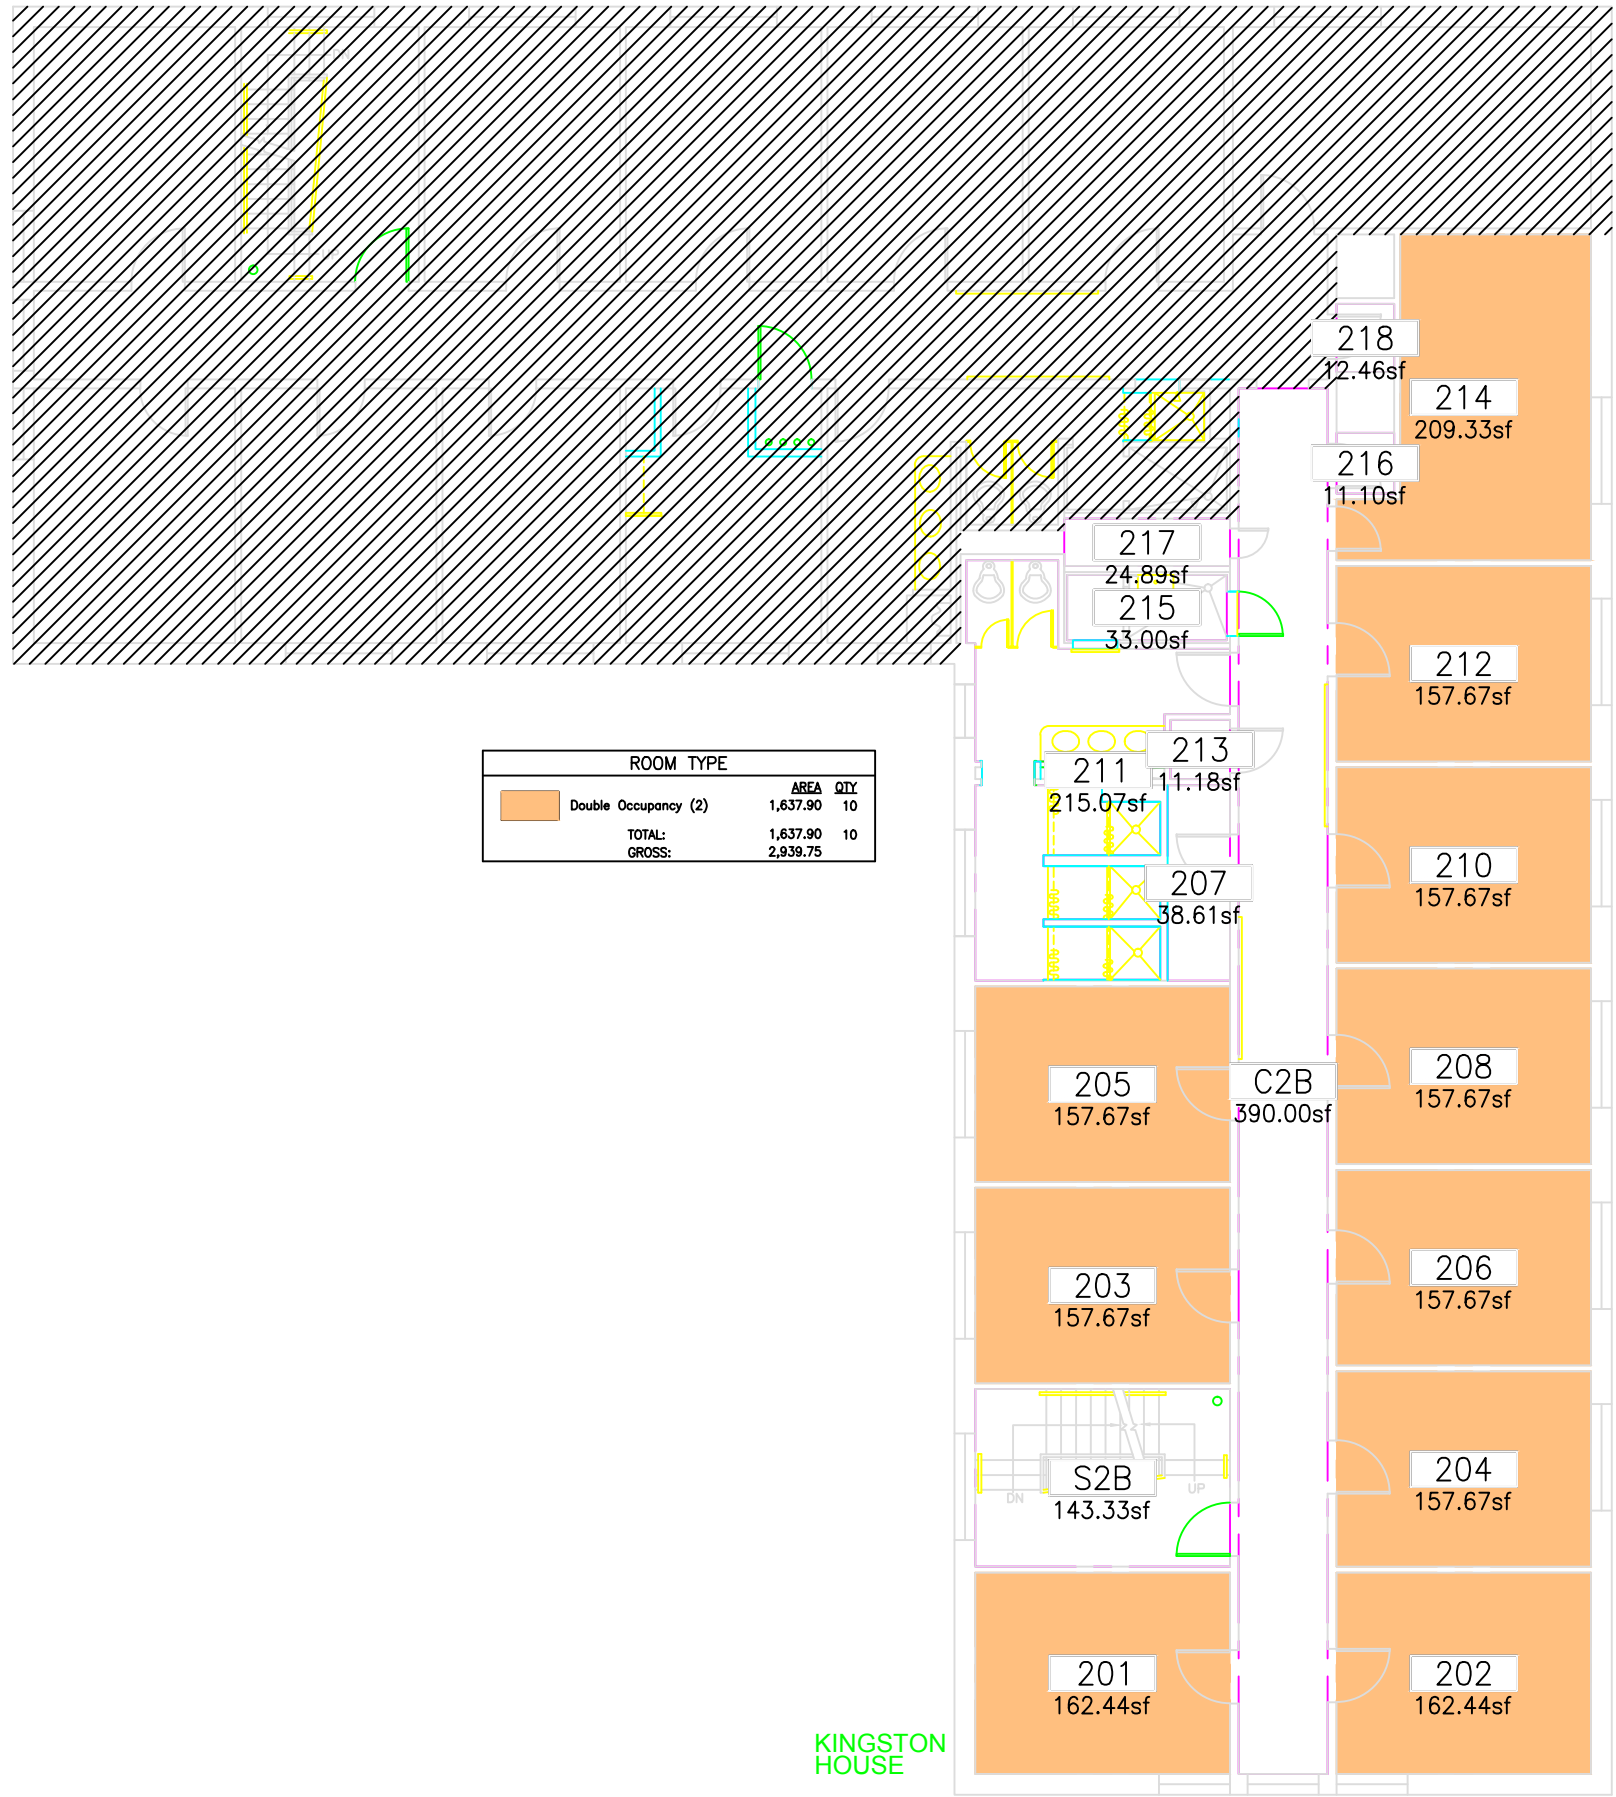 DN
UP
218
12.46sf
214
209.33sf
216
11.10sf
217
24.89sf
215
33.00sf
212
157.67sf
213
11.18sf
211
215.07sf
ROOM TYPE
AREA QTY
Double Occupancy (2) 1,637.90 10
TOTAL: 1,637.90 10
GROSS: 2,939.75
210
157.67sf
207
38.61sf
208
157.67sf
205
157.67sf
C2B
390.00sf
206
157.67sf
203
157.67sf
204
157.67sf
S2B
143.33sf
DN
UP
201
162.44sf
202
162.44sf
KINGSTON
HOUSE